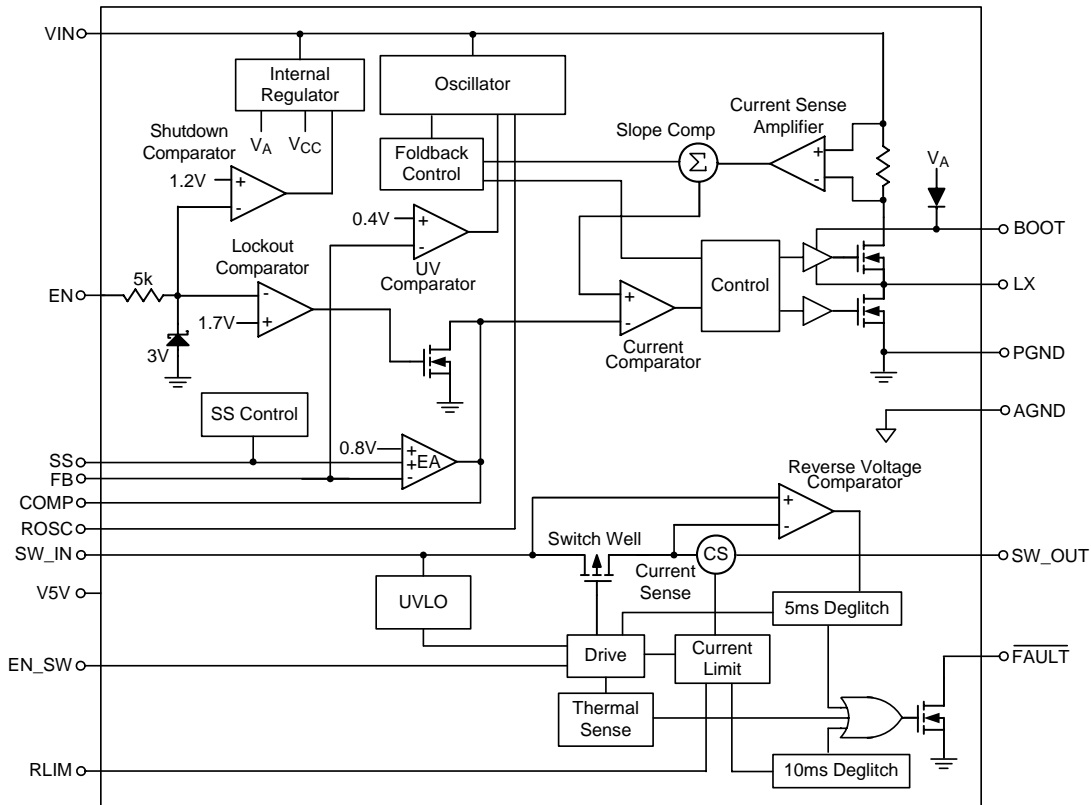 VIN
Internal
Regulator
Oscillator
Current Sense
Amplifier
Slope Comp
Shutdown
Comparator
VA
VCC
Foldback
Control
Σ
+
-
VA
1.2V
+
-
0.4V
+
-
BOOT
Lockout
Comparator
UV
Comparator
Control
EN
5k
-
+
1.7V
LX
3V
+
-
Current
Comparator
PGND
SS Control
AGND
0.8V
SS
+
+
EA
-
FB
Reverse Voltage
Comparator
COMP
+
-
ROSC
Switch Well
SW_IN
CS
SW_OUT
Current
Sense
V5V
UVLO
5ms Deglitch
EN_SW
Drive
Current
Limit
FAULT
Thermal
Sense
RLIM
10ms Deglitch